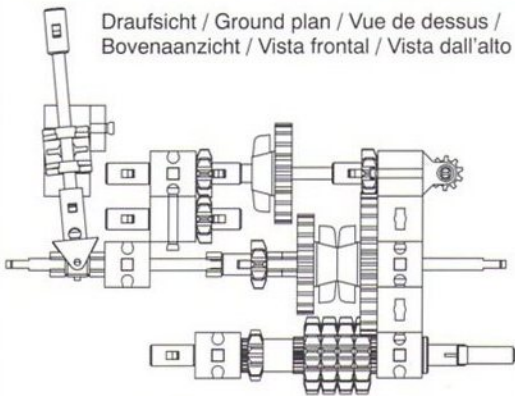 Draufsicht / Ground plan / Vue de dessus /
Bovenaanzicht / Vista frontal / Vista dall'alto